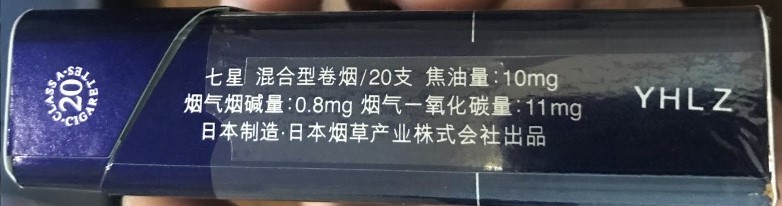 CLASS A·20·CIGARETTES
七星 混合型卷烟/20支 焦油量:10mg
烟气烟碱量:0.8mg 烟气一氧化碳量:11mg
日本制造·日本烟草产业株式会社出品
YHLZ